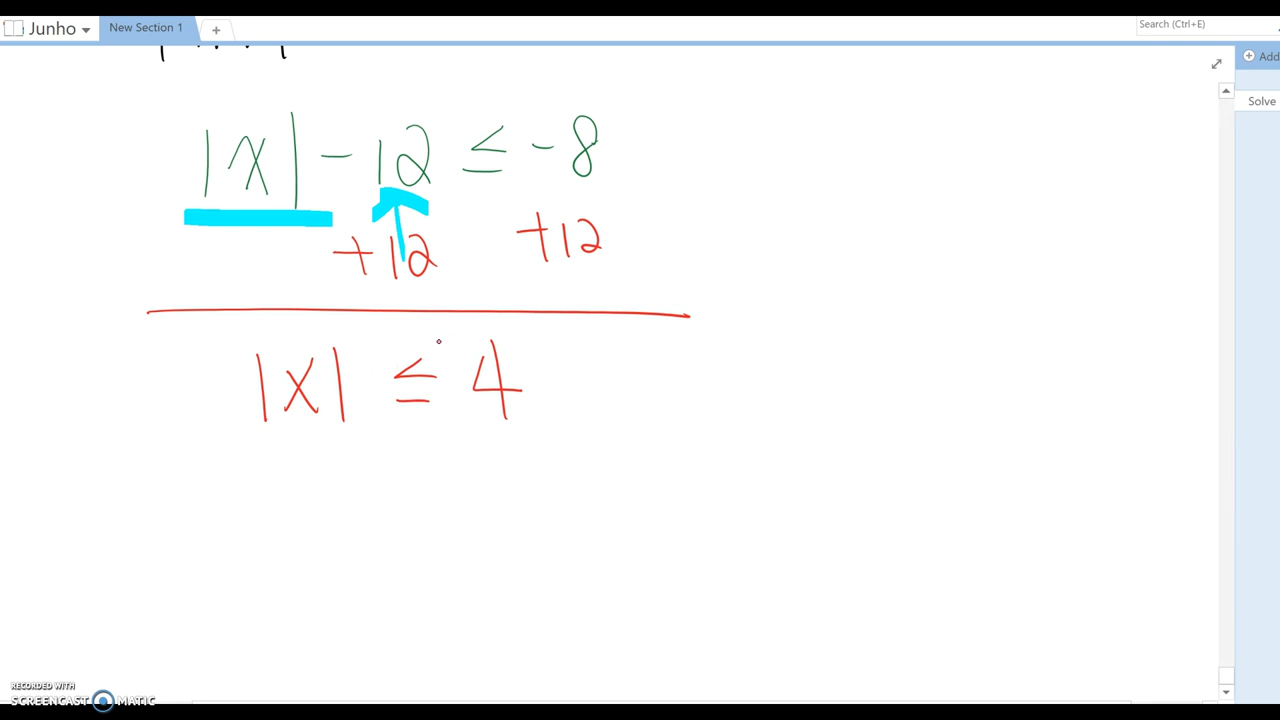 Junho
New Section 1
+
Search (Ctrl+E)
Add
|x| - 12 ≤ -8
+12 +12
|x| ≤ 4
Solve
RECORDED WITH
SCREENCAST MATIC